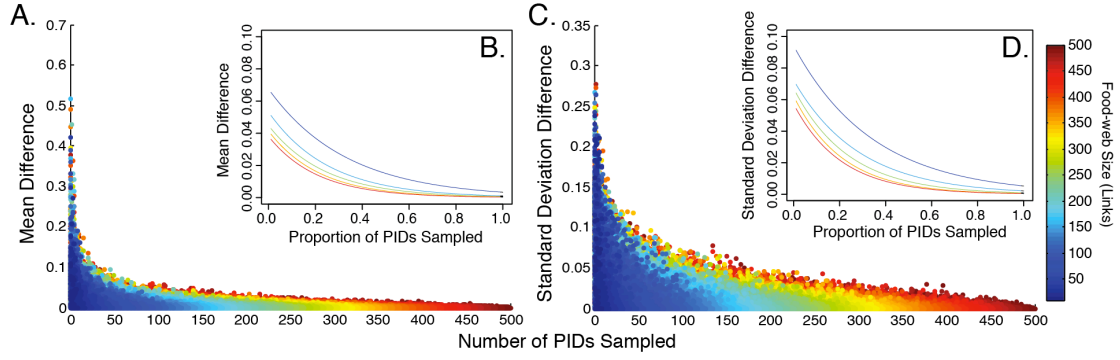 A.
0.7
0.6
0.5
0.4
0.3
0.2
0.1
0
Mean Difference
0 50 100 150 200 250 300 350 400 450 500
B.
0.10
0.08
0.06
0.04
0.02
0.00
Mean Difference
0.0 0.2 0.4 0.6 0.8 1.0
Proportion of PIDs Sampled
C.
0.35
0.3
0.25
0.20
0.15
0.10
0.05
0
Standard Deviation Difference
0 50 100 150 200 250 300 350 400 450 500
D.
0.10
0.08
0.06
0.04
0.02
0.00
Standard Deviation Difference
0.0 0.2 0.4 0.6 0.8 1.0
Proportion of PIDs Sampled
Number of PIDs Sampled
500
450
400
350
300
250
200
150
100
50
Food-web Size (Links)